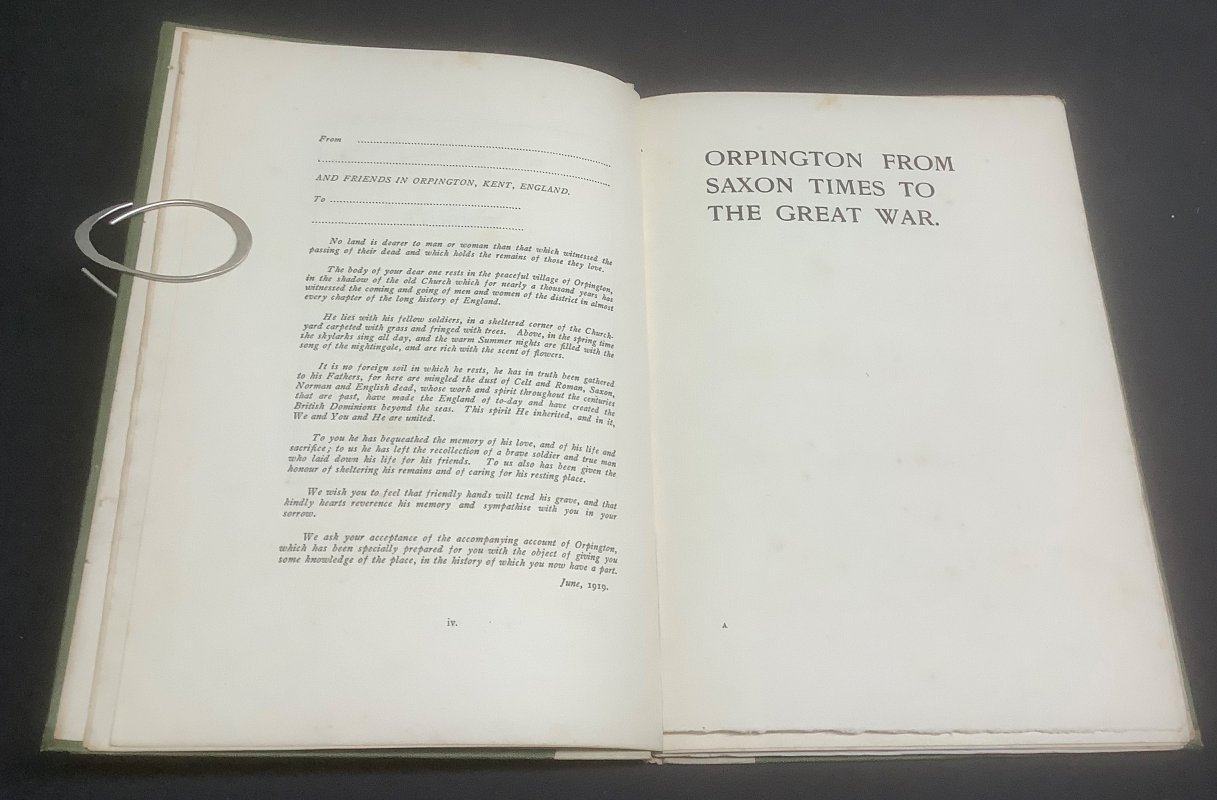 From ........................................
........................................
AND FRIENDS IN ORPINGTON, KENT, ENGLAND.
To ........................................
........................................
No land is dearer to man or woman than that which witnessed the
passing of their dead and which holds the remains of those they love.
The body of your dear one rests in the peaceful village of Orpington,
in the shadow of the old Church which for nearly a thousand years has
witnessed the coming and going of men and women of the district in almost
every chapter of the long history of England.
He lies with his fellow soldiers, in a sheltered corner of the Church-
yard carpeted with grass and fringed with trees. Above, in the spring time
the skylarks sing all day, and the warm Summer nights are filled with the
song of the nightingale, and are rich with the scent of flowers.
It is no foreign soil in which he rests, he has in truth been gathered
to his Fathers, for here are mingled the dust of Celt and Roman, Saxon,
Norman and English dead, whose work and spirit throughout the centuries
that are past, have made the England of to-day and have created the
British Dominions beyond the seas. This spirit He inherited, and in it,
We and You and He are united.
To you he has bequeathed the memory of his love, and of his life and
sacrifice; to us he has left the recollection of a brave soldier and true man
who laid down his life for his friends. To us also has been given the
honour of sheltering his remains and of caring for his resting place.
We wish you to feel that friendly hands will tend his grave, and that
kindly hearts reverence his memory and sympathise with you in your
sorrow.
We ask your acceptance of the accompanying account of Orpington,
which has been specially prepared for you with the object of giving you
some knowledge of the place, in the history of which you now have a part.
June, 1919.
iv.
ORPINGTON FROM
SAXON TIMES TO
THE GREAT WAR.
A